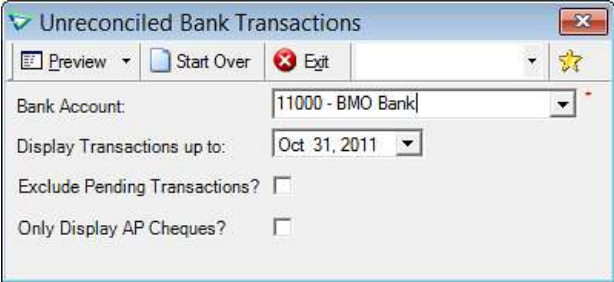 Unreconciled Bank Transactions
Preview Start Over Exit
Bank Account: 11000 - BMO Bank *
Display Transactions up to: Oct 31, 2011
Exclude Pending Transactions?
Only Display AP Cheques?